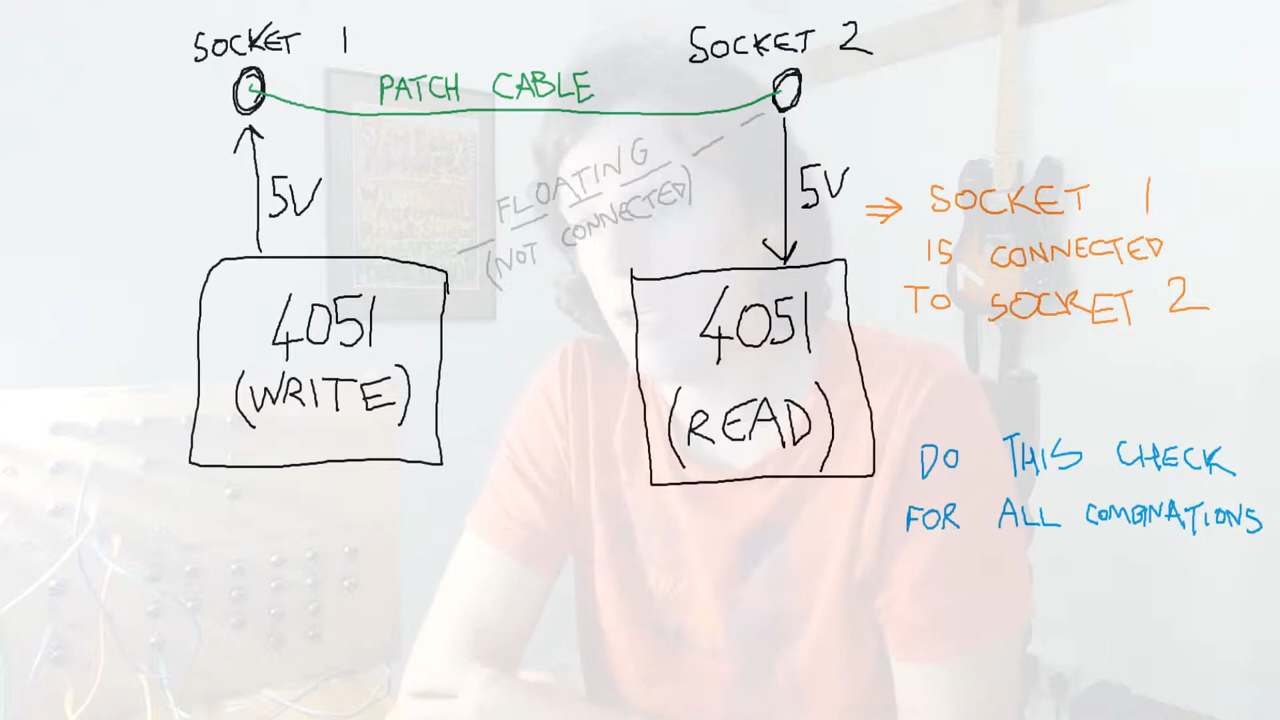 SOCKET 1
SOCKET 2
PATCH CABLE
FLOATING
(NOT CONNECTED)
5V
5V
⇒ SOCKET 1
IS CONNECTED
TO SOCKET 2
4051
(WRITE)
4051
(READ)
DO THIS CHECK
FOR ALL COMBINATIONS